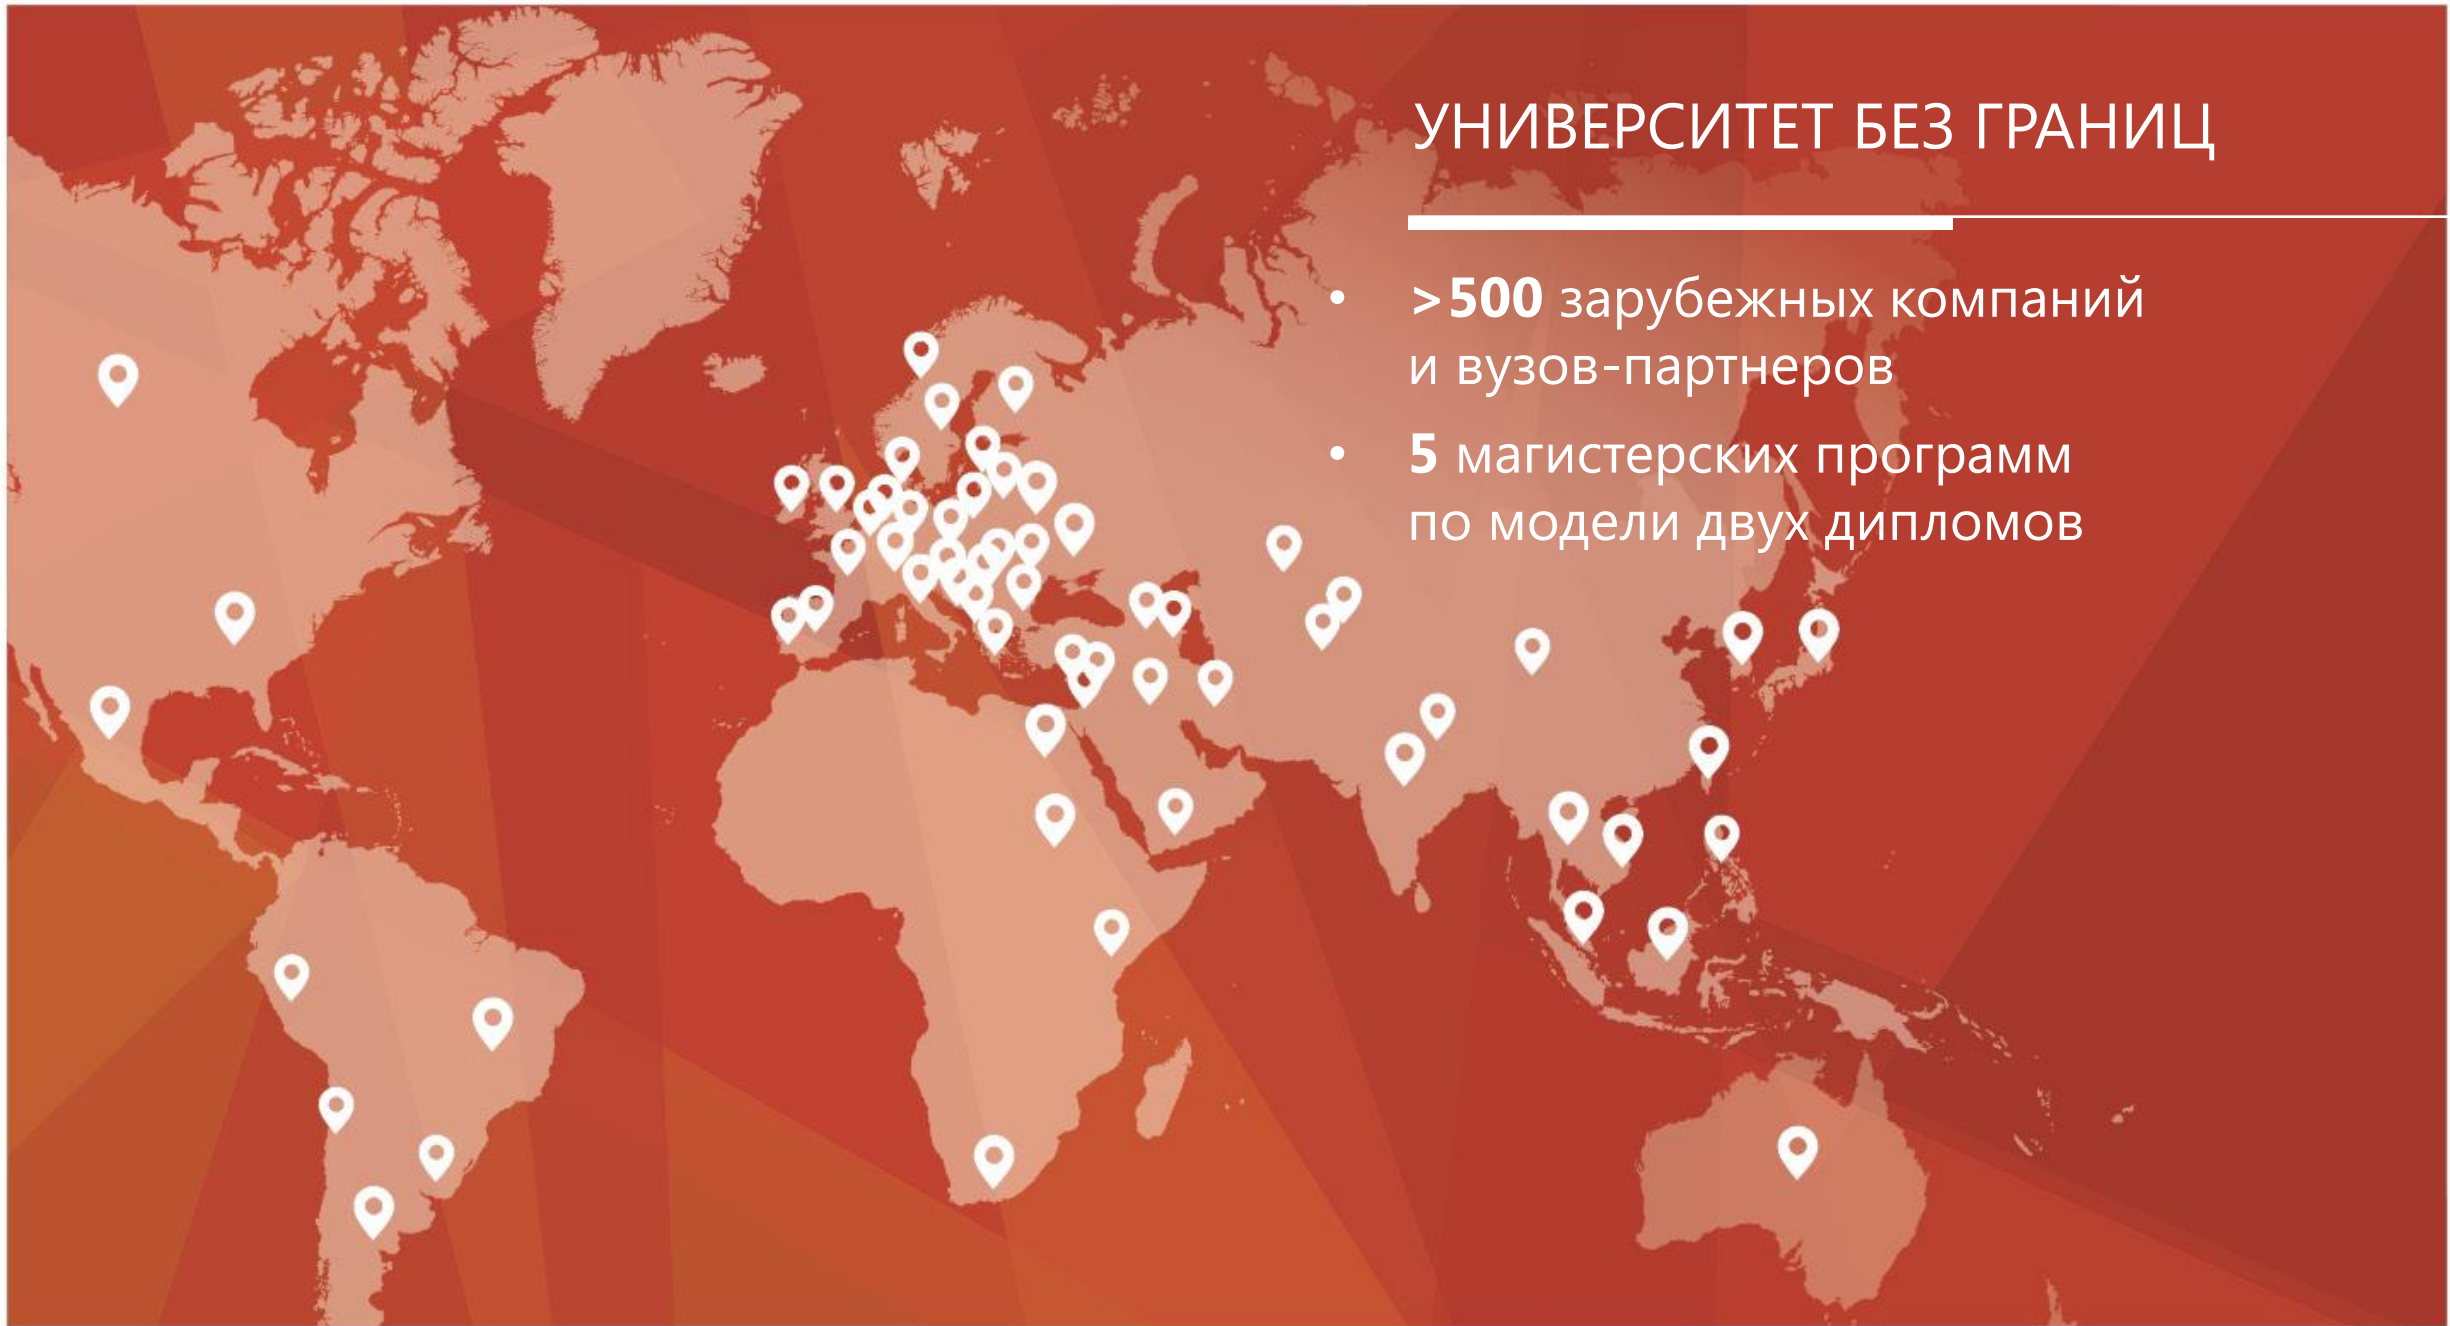 УНИВЕРСИТЕТ БЕЗ ГРАНИЦ
• >500 зарубежных компаний
и вузов-партнеров
• 5 магистерских программ
по модели двух дипломов